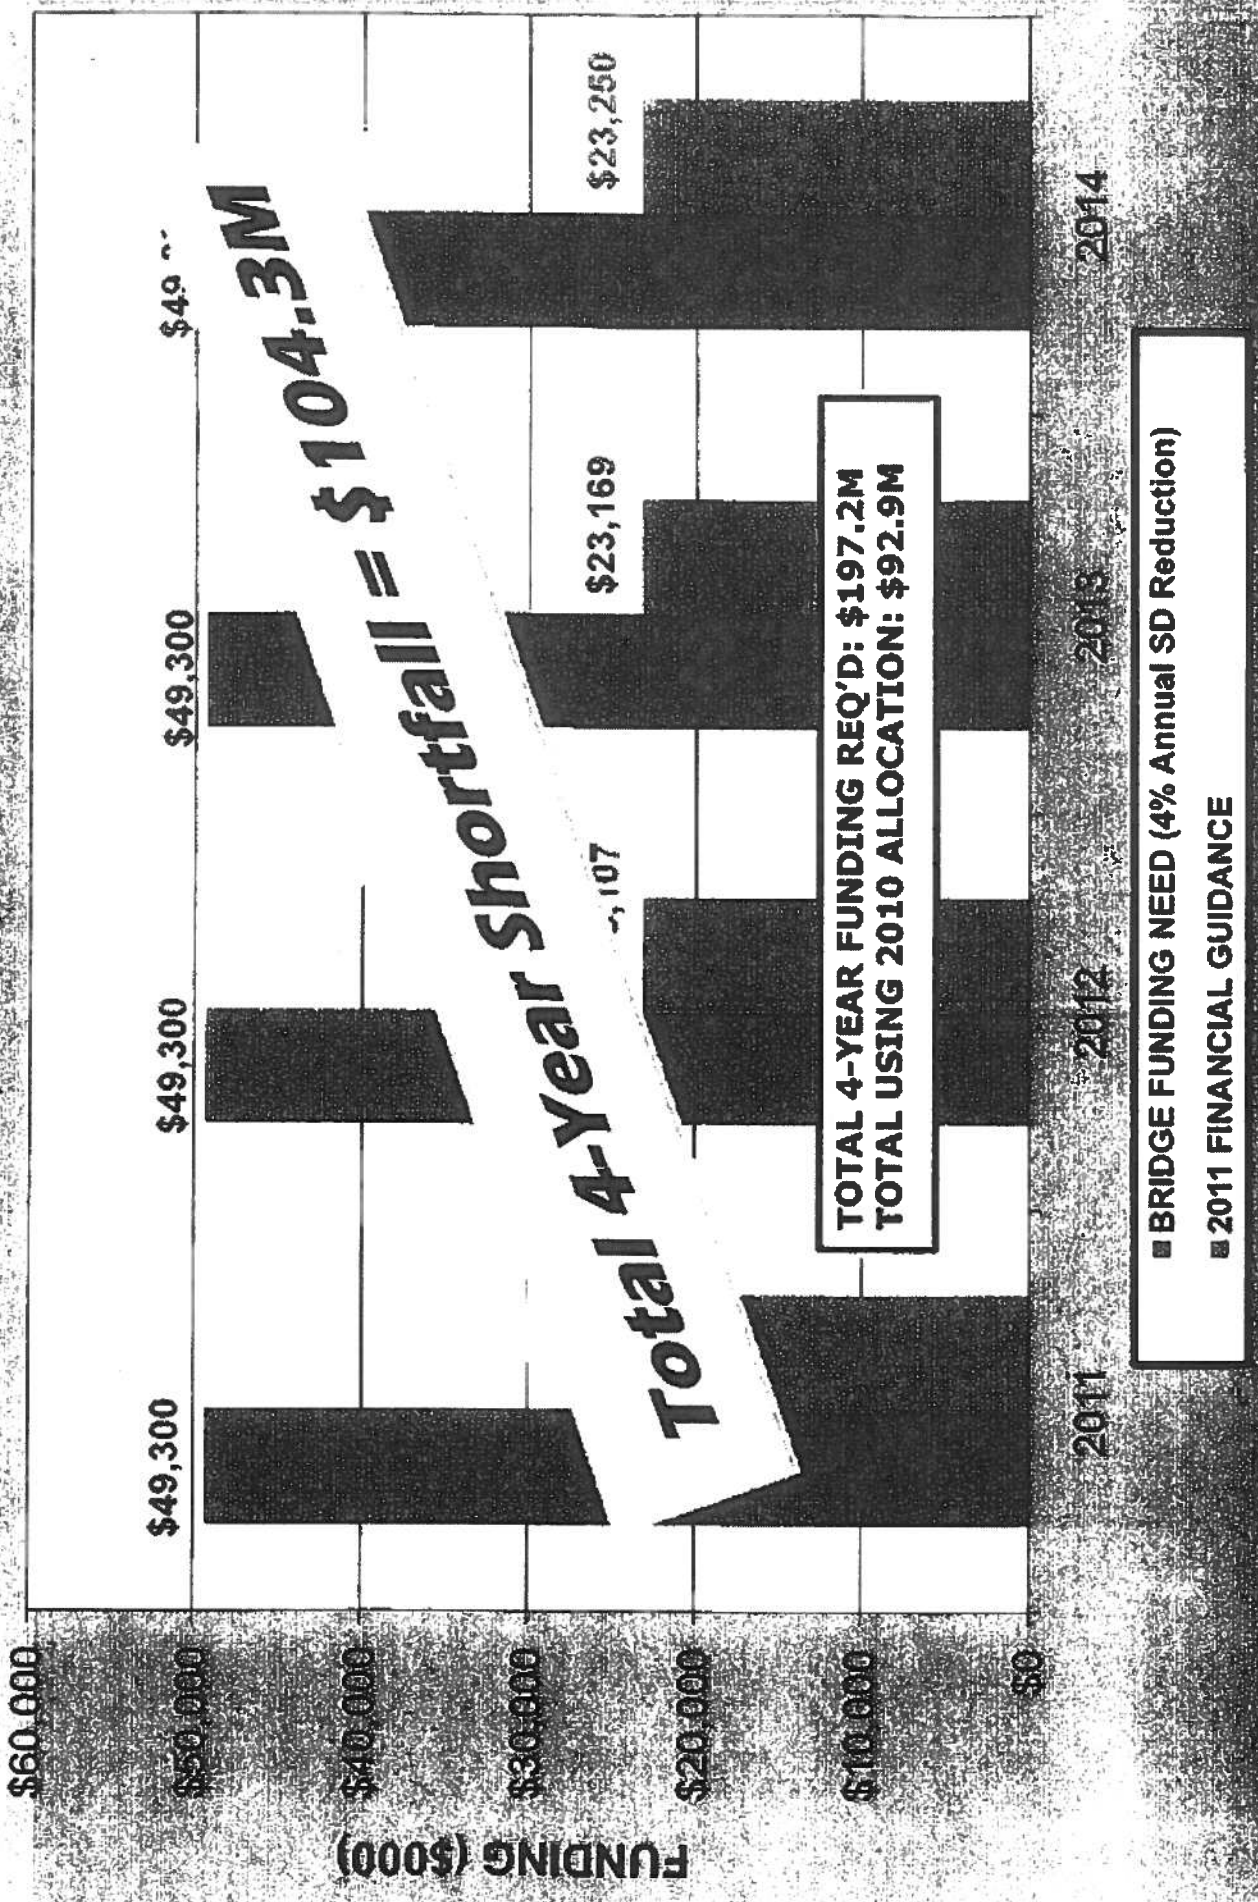 $60,000
$50,000
$40,000
$30,000
$20,000
$10,000
$0
FUNDING ($000)
$49,300
$49,300
$49,300
Total 4-Year Shortfall = $104.3M
$23,169
$23,250
TOTAL 4-YEAR FUNDING REQ'D: $197.2M
TOTAL USING 2010 ALLOCATION: $92.9M
2011
2012
2013
2014
BRIDGE FUNDING NEED (4% Annual SD Reduction)
2011 FINANCIAL GUIDANCE